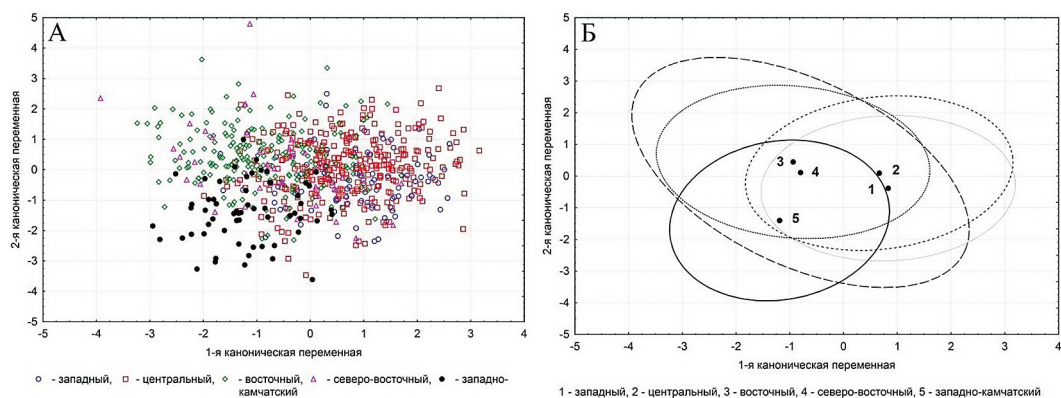 А
5
4
3
2
1
0
-1
-2
-3
-4
-5
2-я каноническая переменная
-5 -4 -3 -2 -1 0 1 2 3 4
1-я каноническая переменная
- западный, - центральный, - восточный, - северо-восточный, - западно-
камчатский
Б
5
4
3
2
1
0
-1
-2
-3
-4
-5
2-я каноническая переменная
3
4
2
1
5
-5 -4 -3 -2 -1 0 1 2 3 4
1-я каноническая переменная
1 - западный, 2 - центральный, 3 - восточный, 4 - северо-восточный, 5 - западно-камчатский